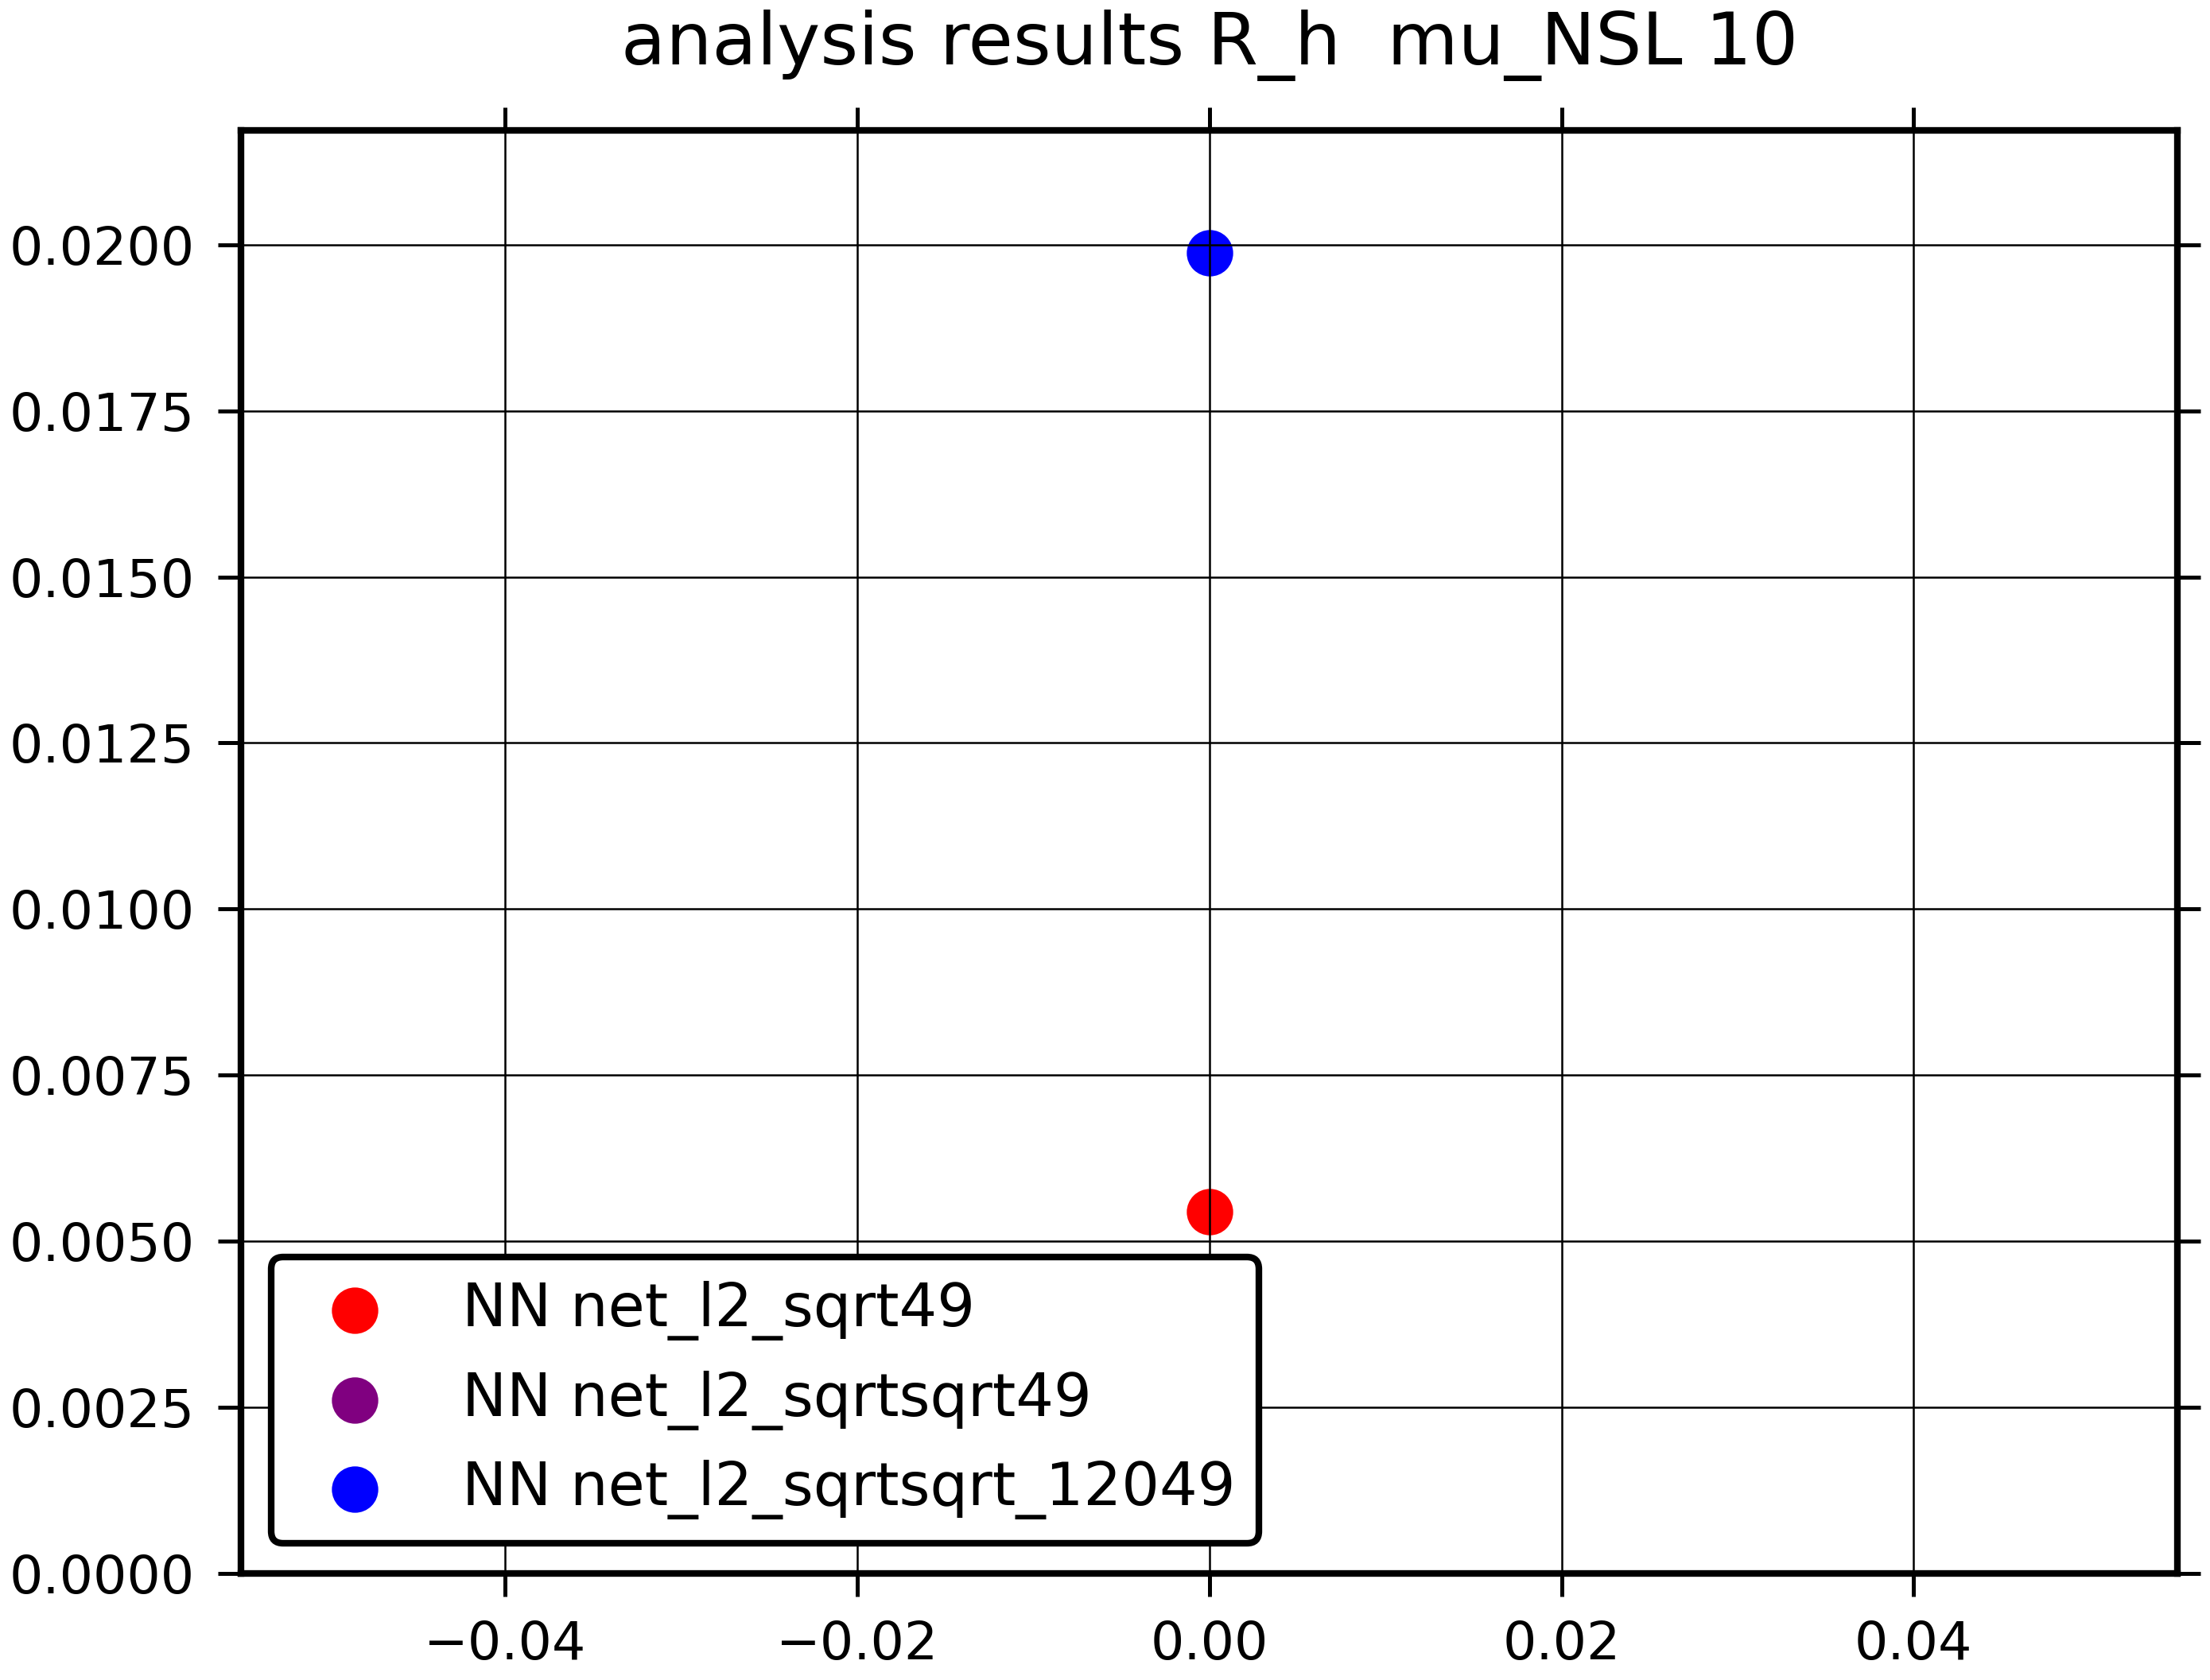 analysis results R_h  mu_NSL 10
0.0200
0.0175
0.0150
0.0125
0.0100
0.0075
0.0050
0.0025
0.0000
NN net_l2_sqrt49
NN net_l2_sqrtsqrt49
NN net_l2_sqrtsqrt_12049
−0.04 −0.02 0.00 0.02 0.04